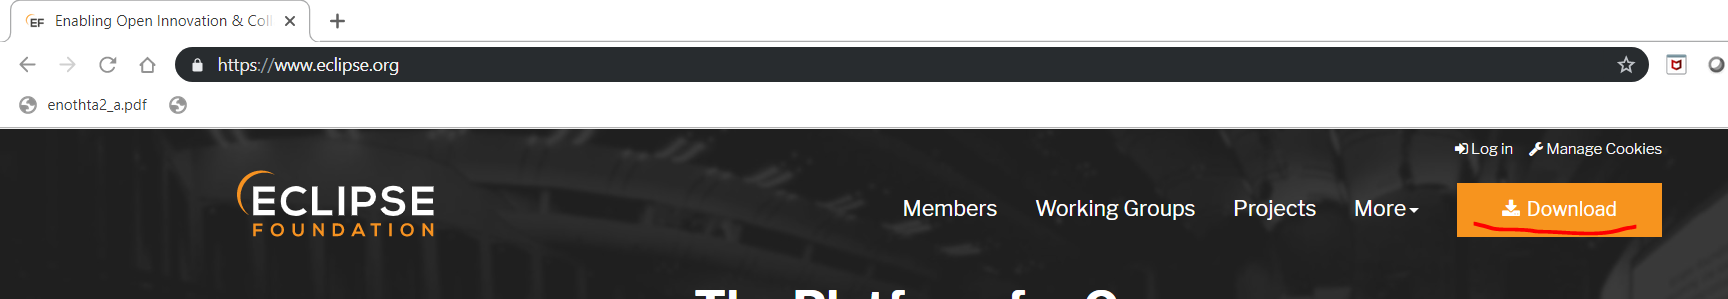 EF Enabling Open Innovation & Col
https://www.eclipse.org
enothta2_a.pdf
Log in Manage Cookies
ECLIPSE
FOUNDATION
Members Working Groups Projects More Download